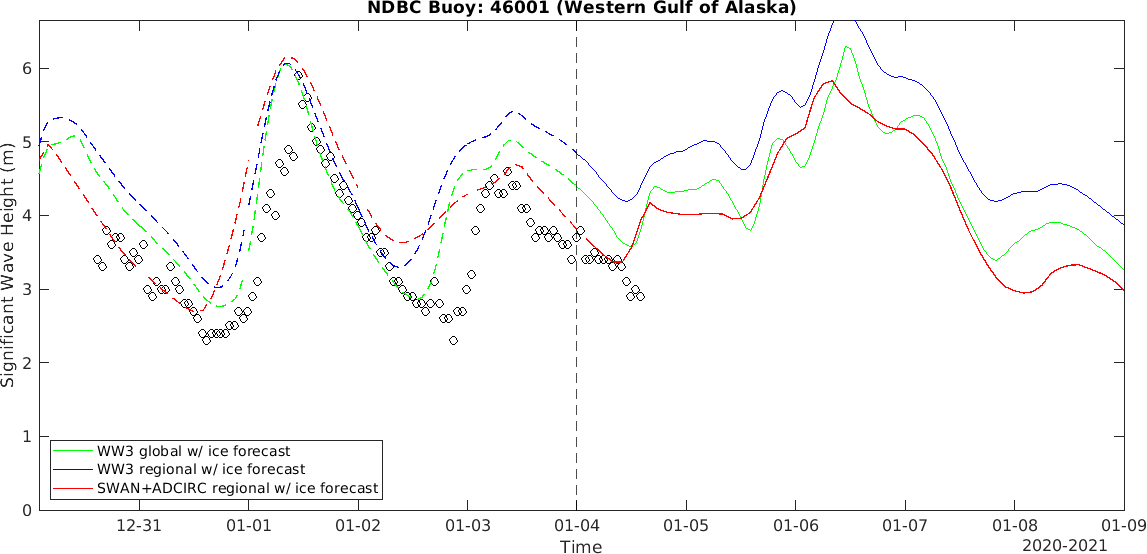 NDBC Buoy: 46001 (Western Gulf of Alaska)
Significant Wave Height (m)
6
5
4
3
2
1
0
WW3 global w/ ice forecast
WW3 regional w/ ice forecast
SWAN+ADCIRC regional w/ ice forecast
12-31 01-01 01-02 01-03 01-04 01-05 01-06 01-07 01-08 01-09
Time
2020-2021